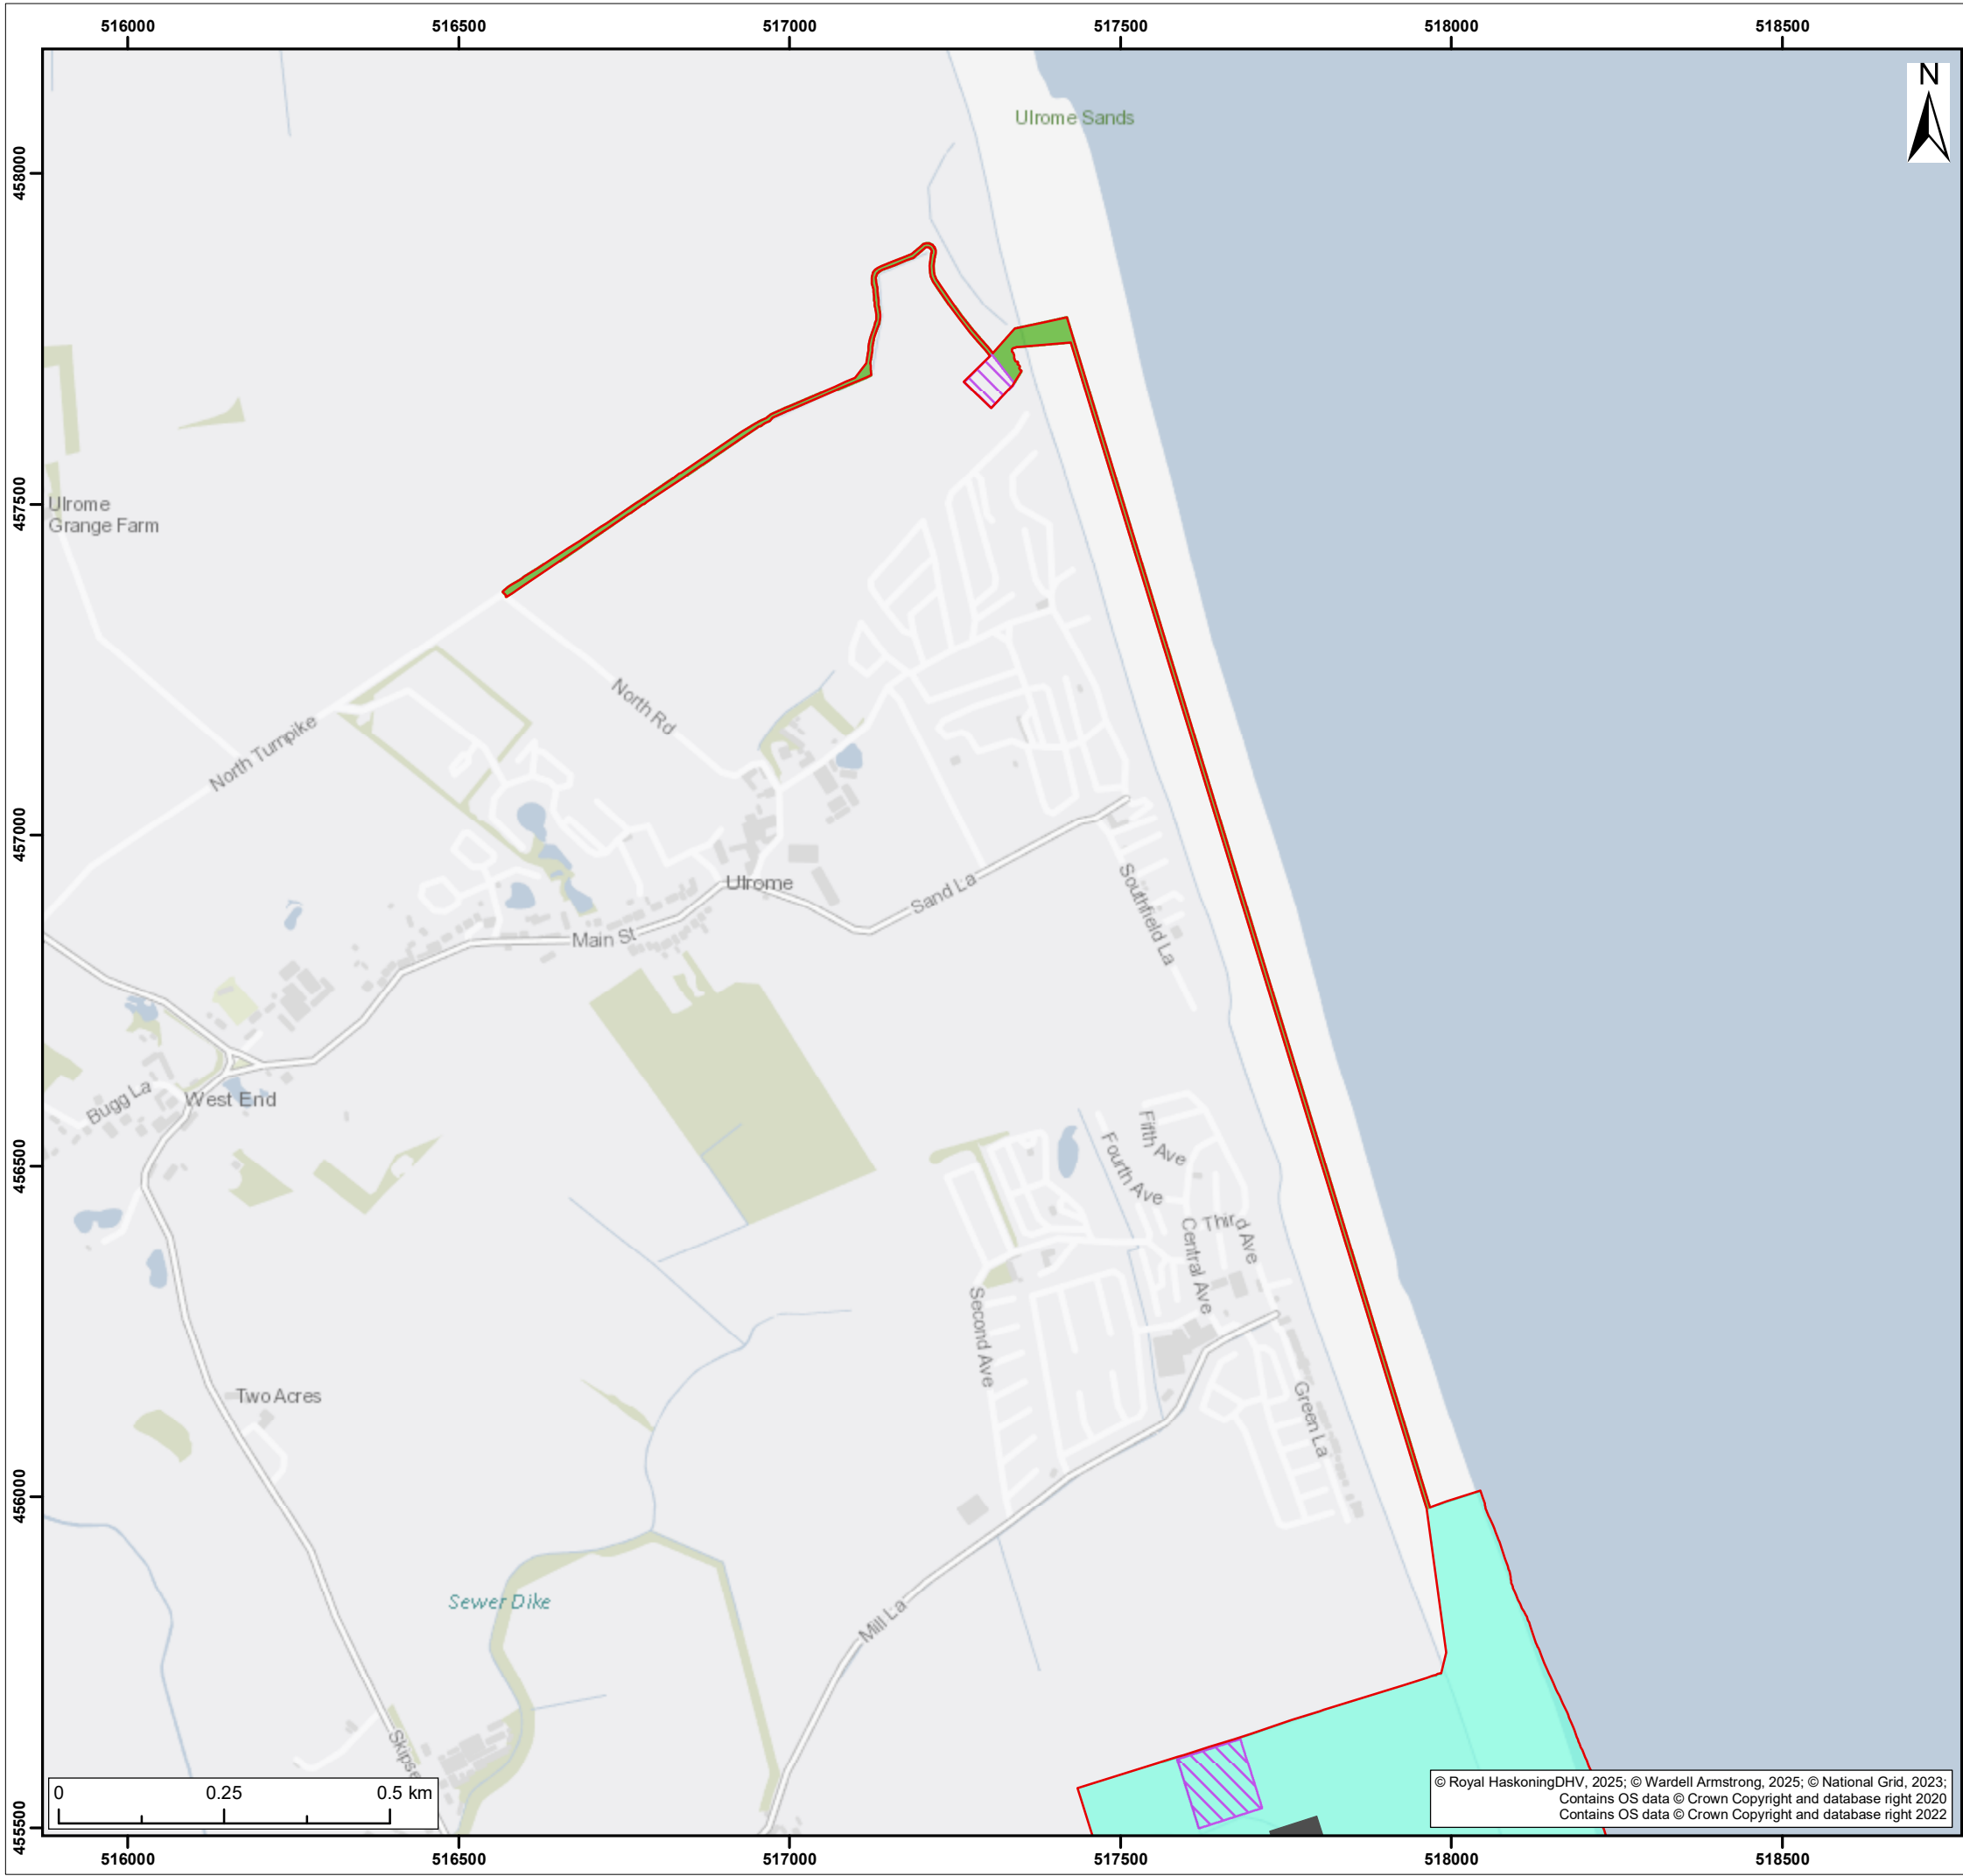 516000 516500 517000 517500 518000 518500
N
Ulrome Sands
458000
457500
Ulrome
Grange Farm
North Rd
North Turnpike
457000
Ulrome
Sand La
Southfield La
Main St
Bugg La
West End
456500
Fifth Ave
Fourth Ave
Third Ave
Central Ave
Second Ave
Two Acres
Green La
456000
Sewer Dike
Mill La
Skipse
0 0.25 0.5 km
© Royal HaskoningDHV, 2025; © Wardell Armstrong, 2025; © National Grid, 2023;
Contains OS data © Crown Copyright and database right 2020
Contains OS data © Crown Copyright and database right 2022
455500
516000 516500 517000 517500 518000 518500